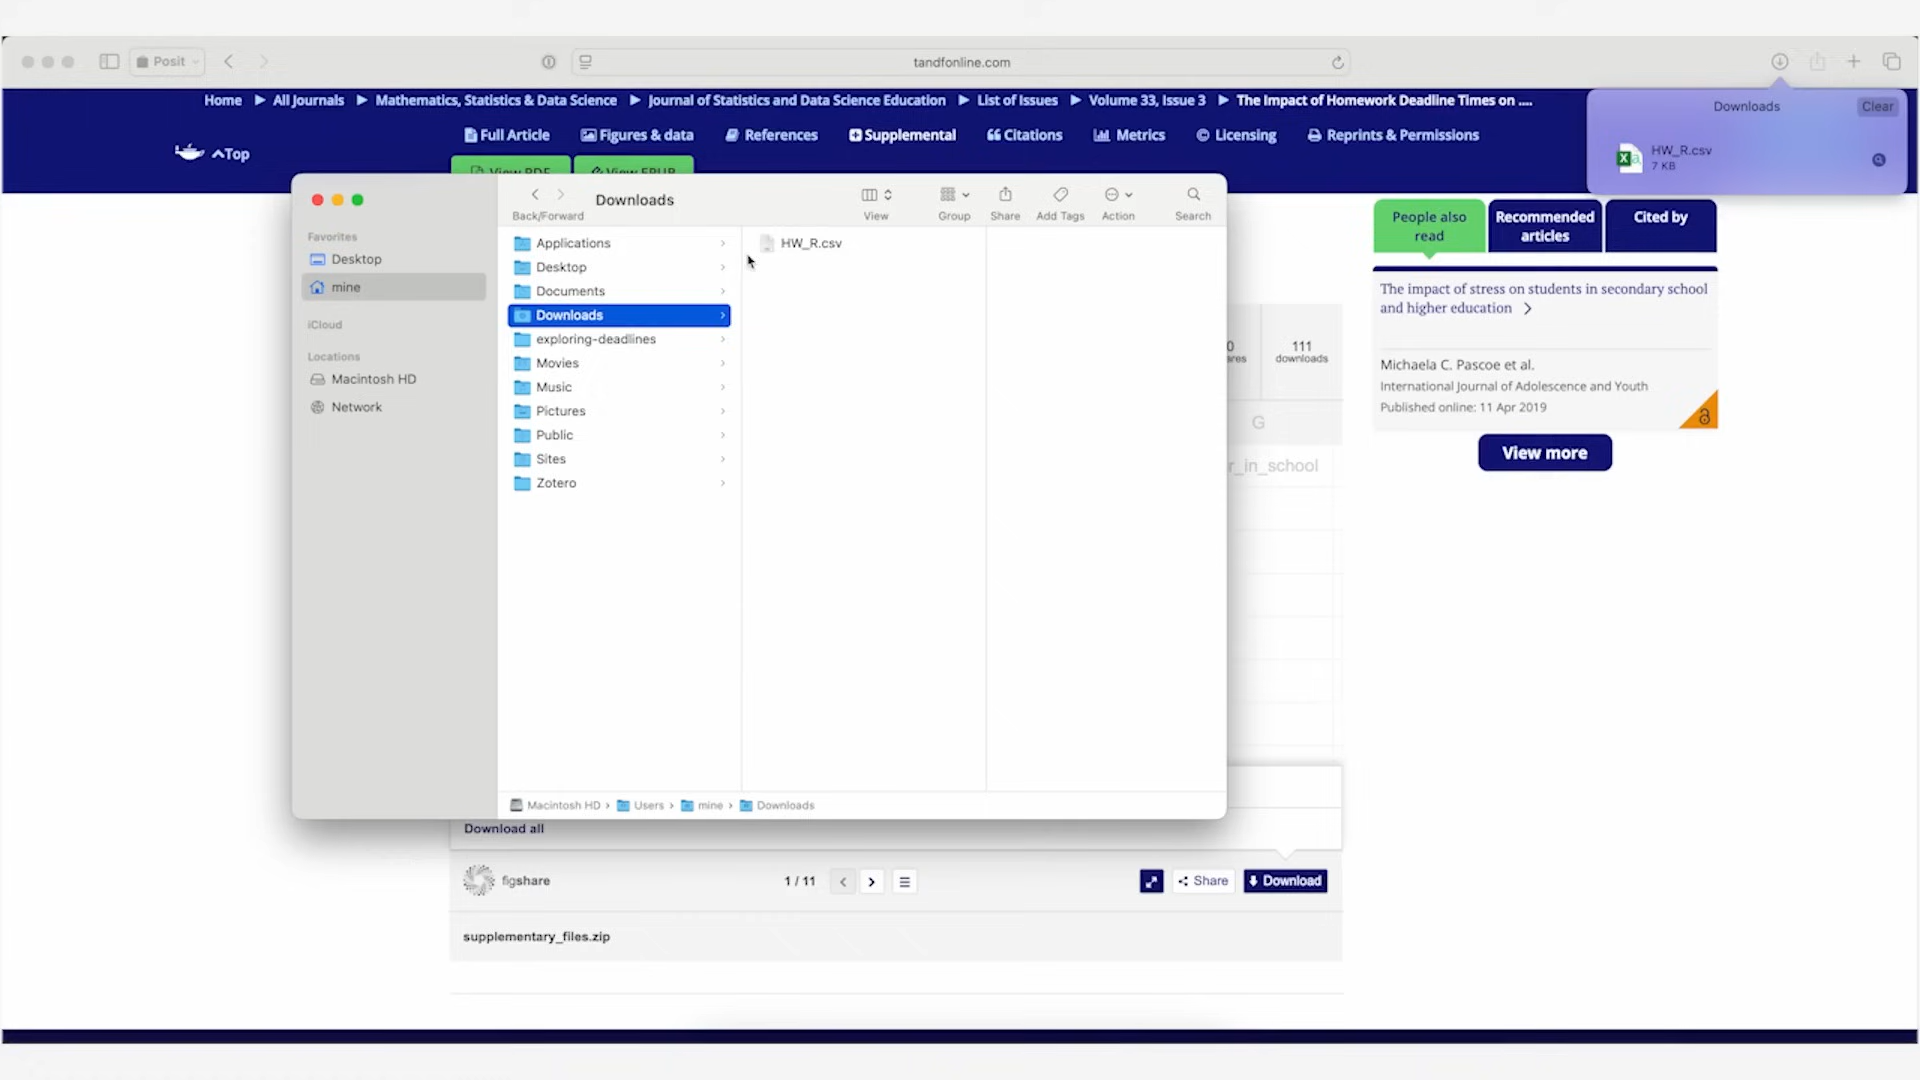 Posit
tandfonline.com
Home ▶ All Journals ▶ Mathematics, Statistics & Data Science ▶ Journal of Statistics and Data Science Education ▶ List of Issues ▶ Volume 33, Issue 3 ▶ The Impact of Homework Deadline Times on ....
Full Article Figures & data References Supplemental Citations Metrics Licensing Reprints & Permissions
Top
View PDF View EPUB
Downloads Clear
HW_R.csv
7 KB
Downloads
Back/Forward View Group Share Add Tags Action Search
Favorites
Desktop
mine
iCloud
Locations
Macintosh HD
Network
Applications
Desktop
Documents
Downloads
exploring-deadlines
Movies
Music
Pictures
Public
Sites
Zotero
HW_R.csv
Macintosh HD › Users › mine › Downloads
People also read
Recommended articles
Cited by
The impact of stress on students in secondary school
and higher education
Michaela C. Pascoe et al.
International Journal of Adolescence and Youth
Published online: 11 Apr 2019
View more
111
downloads
G
r_in_school
Download all
figshare
1 / 11
Share
Download
supplementary_files.zip